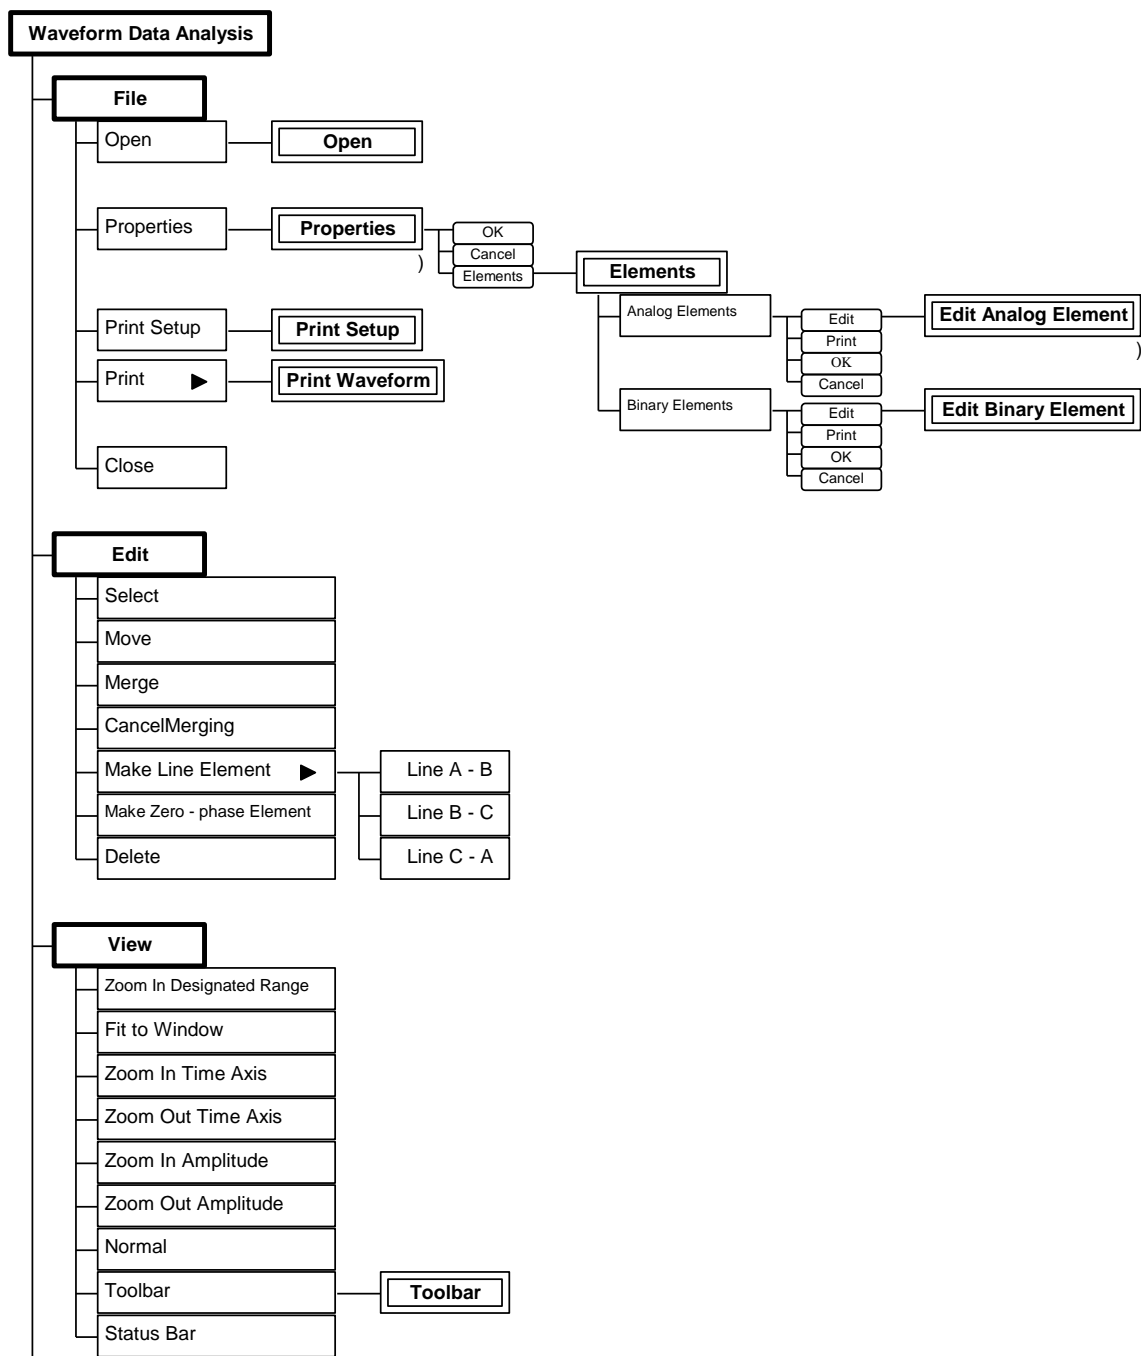 Waveform Data Analysis
File
Open
Open
Properties
Properties
)
OK
Cancel
Elements
Elements
Analog Elements
Edit
Print
OK
Cancel
Edit Analog Element
)
Binary Elements
Edit
Print
OK
Cancel
Edit Binary Element
Print Setup
Print Setup
Print
Print Waveform
Close
Edit
Select
Move
Merge
CancelMerging
Make Line Element
Line A - B
Line B - C
Line C - A
Make Zero - phase Element
Delete
View
Zoom In Designated Range
Fit to Window
Zoom In Time Axis
Zoom Out Time Axis
Zoom In Amplitude
Zoom Out Amplitude
Normal
Toolbar
Toolbar
Status Bar